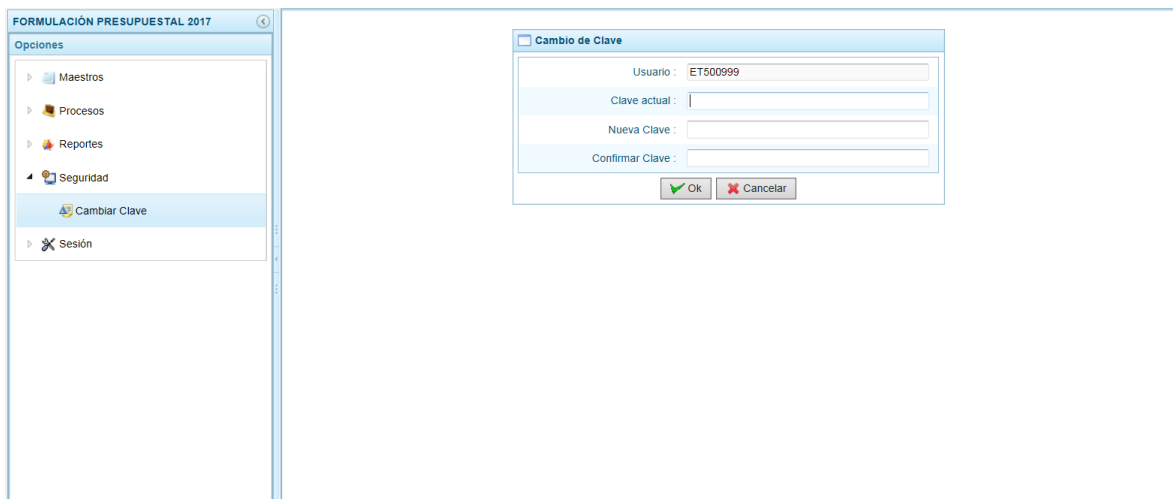 FORMULACIÓN PRESUPUESTAL 2017
Opciones
Maestros
Procesos
Reportes
Seguridad
Cambiar Clave
Sesión
Cambio de Clave
Usuario : ET500999
Clave actual :
Nueva Clave :
Confirmar Clave :
Ok Cancelar